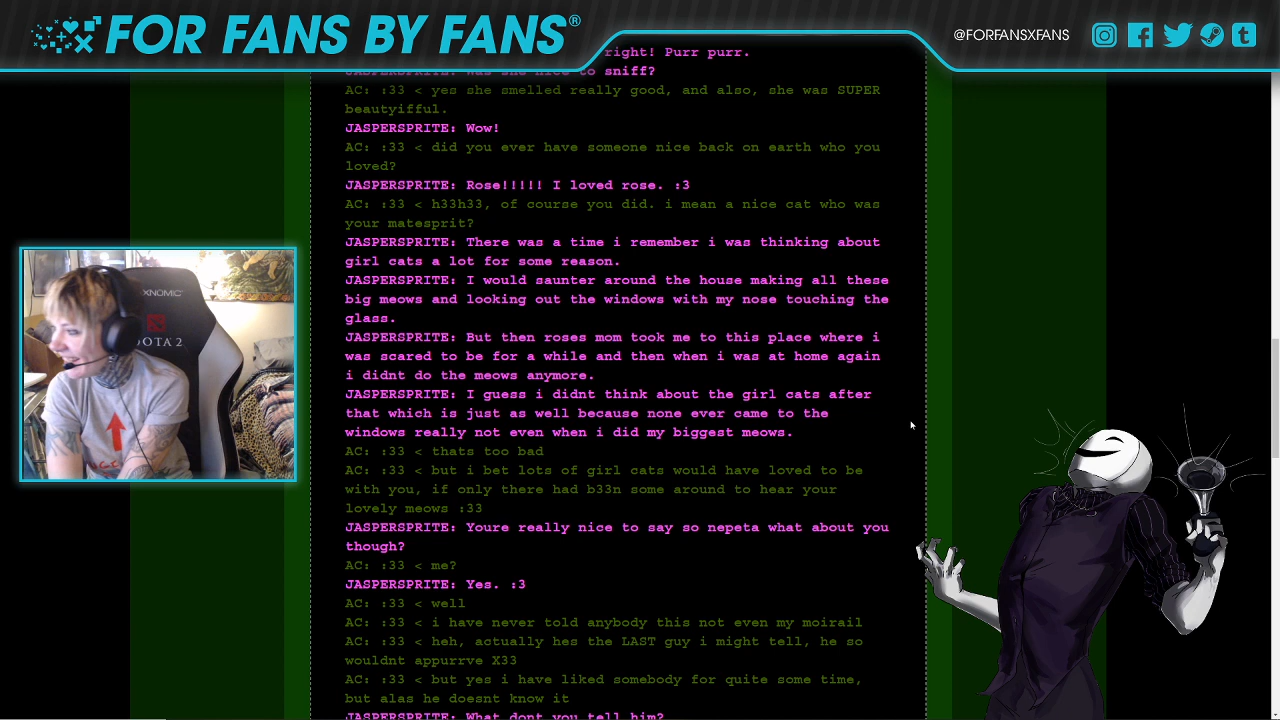 FOR FANS BY FANS®
@FORFANSXFANS
right! Purr purr.
JASPERSPRITE: Was she nice to sniff?
AC: :33 < yes she smelled really good, and also, she was SUPER
beautyifful.
JASPERSPRITE: Wow!
AC: :33 < did you ever have someone nice back on earth who you
loved?
JASPERSPRITE: Rose!!!!! I loved rose. :3
AC: :33 < h33h33, of course you did. i mean a nice cat who was
your matesprit?
JASPERSPRITE: There was a time i remember i was thinking about
girl cats a lot for some reason.
JASPERSPRITE: I would saunter around the house making all these
big meows and looking out the windows with my nose touching the
glass.
JASPERSPRITE: But then roses mom took me to this place where i
was scared to be for a while and then when i was at home again
i didnt do the meows anymore.
JASPERSPRITE: I guess i didnt think about the girl cats after
that which is just as well because none ever came to the
windows really not even when i did my biggest meows.
AC: :33 < thats too bad
AC: :33 < but i bet lots of girl cats would have loved to be
with you, if only there had b33n some around to hear your
lovely meows :33
JASPERSPRITE: Youre really nice to say so nepeta what about you
though?
AC: :33 < me?
JASPERSPRITE: Yes. :3
AC: :33 < well
AC: :33 < i have never told anybody this not even my moirail
AC: :33 < heh, actually hes the LAST guy i might tell, he so
wouldnt appurrve X33
AC: :33 < but yes i have liked somebody for quite some time,
but alas he doesnt know it
JASPERSPRITE: What dont you tell him?
XNOMIC
DOTA 2